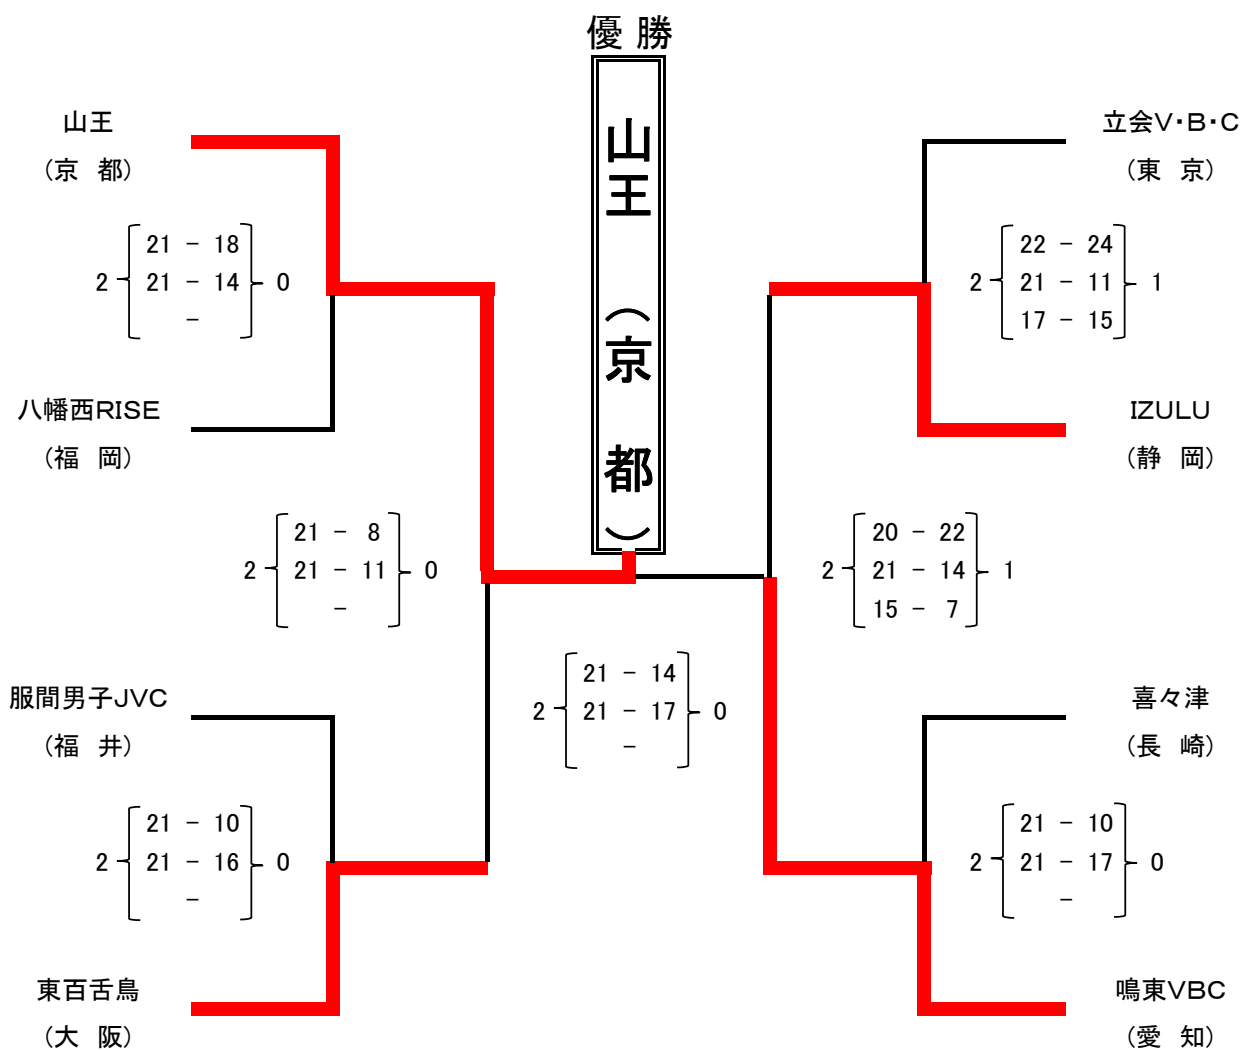 優 勝
山王 （京 都）
山王
（京 都）
21 － 18
2 21 － 14 0
－
八幡西RISE
（福 岡）
21 － 8
2 21 － 11 0
－
服間男子JVC
（福 井）
21 － 10
2 21 － 16 0
－
東百舌鳥
（大 阪）
21 － 14
2 21 － 17 0
－
立会V・B・C
（東 京）
22 － 24
2 21 － 11 1
17 － 15
IZULU
（静 岡）
20 － 22
2 21 － 14 1
15 － 7
喜々津
（長 崎）
21 － 10
2 21 － 17 0
－
鳴東VBC
（愛 知）